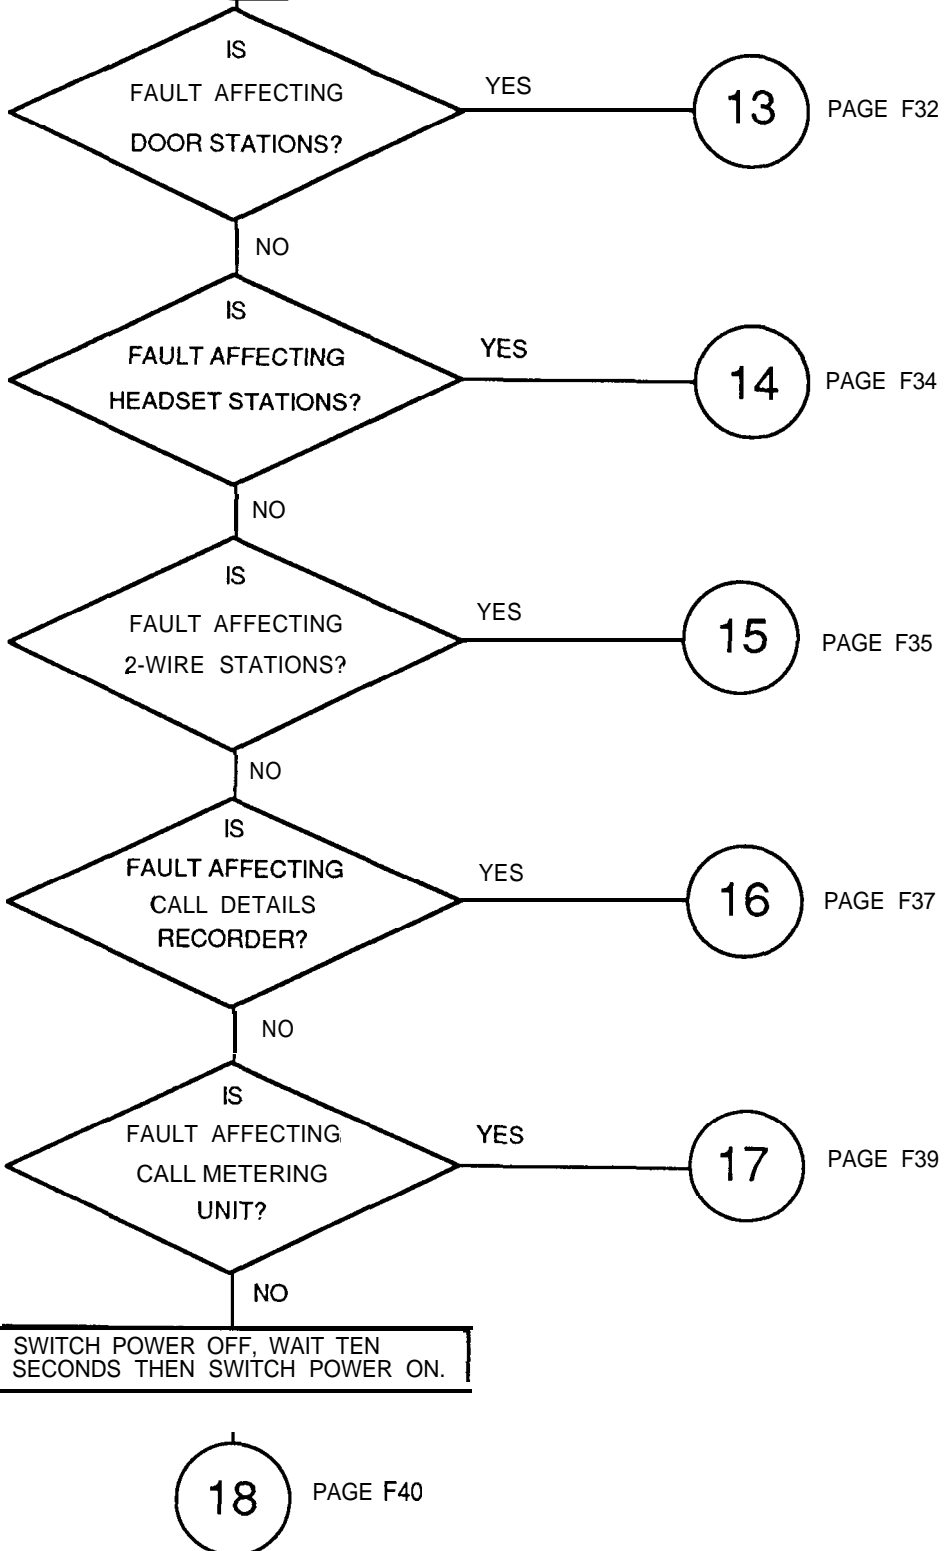 IS
FAULT AFFECTING
DOOR STATIONS?
YES
13
PAGE F32
NO
IS
FAULT AFFECTING
HEADSET STATIONS?
YES
14
PAGE F34
NO
IS
FAULT AFFECTING
2-WIRE STATIONS?
YES
15
PAGE F35
NO
IS
FAULT AFFECTING
CALL DETAILS
RECORDER?
YES
16
PAGE F37
NO
IS
FAULT AFFECTING
CALL METERING
UNIT?
YES
17
PAGE F39
NO
SWITCH POWER OFF, WAIT TEN
SECONDS THEN SWITCH POWER ON.
18
PAGE F40